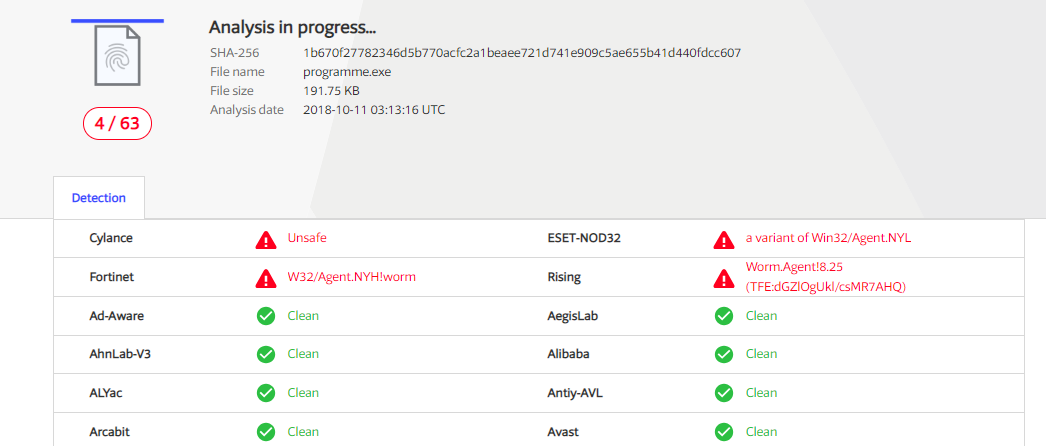 Analysis in progress...
SHA-256 1b670f27782346d5b770acfc2a1beaee721d741e909c5ae655b41d440fdcc607
File name programme.exe
File size 191.75 KB
Analysis date 2018-10-11 03:13:16 UTC
4 / 63
Detection
Cylance Unsafe ESET-NOD32 a variant of Win32/Agent.NYL
Fortinet W32/Agent.NYH!worm Rising Worm.Agent!8.25
(TFE:dGZlOgUkl/csMR7AHQ)
Ad-Aware Clean AegisLab Clean
AhnLab-V3 Clean Alibaba Clean
ALYac Clean Antiy-AVL Clean
Arcabit Clean Avast Clean